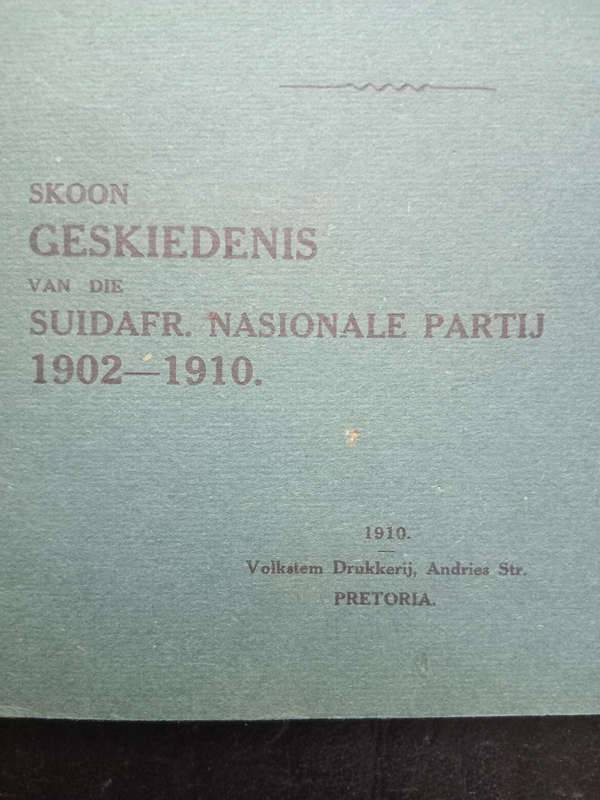 SKOON
GESKIEDENIS
VAN DIE
SUIDAFR. NASIONALE PARTIJ
1902—1910.
1910.
Volkstem Drukkerij, Andries Str.
PRETORIA.